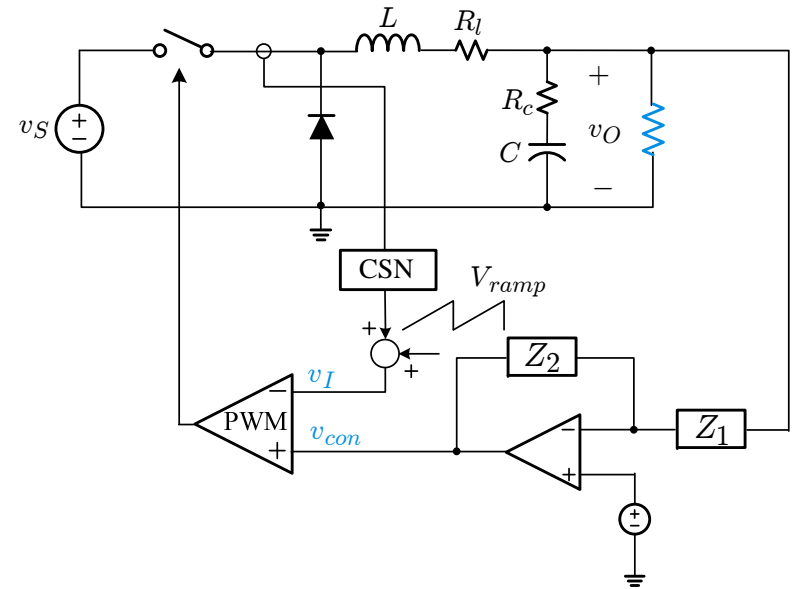 L
R_l
+
R_c
v_S
+
−
C
v_O
−
CSN
V_ramp
+
+
Z_2
v_I
−
PWM
v_con
+
−
Z_1
+
+
−